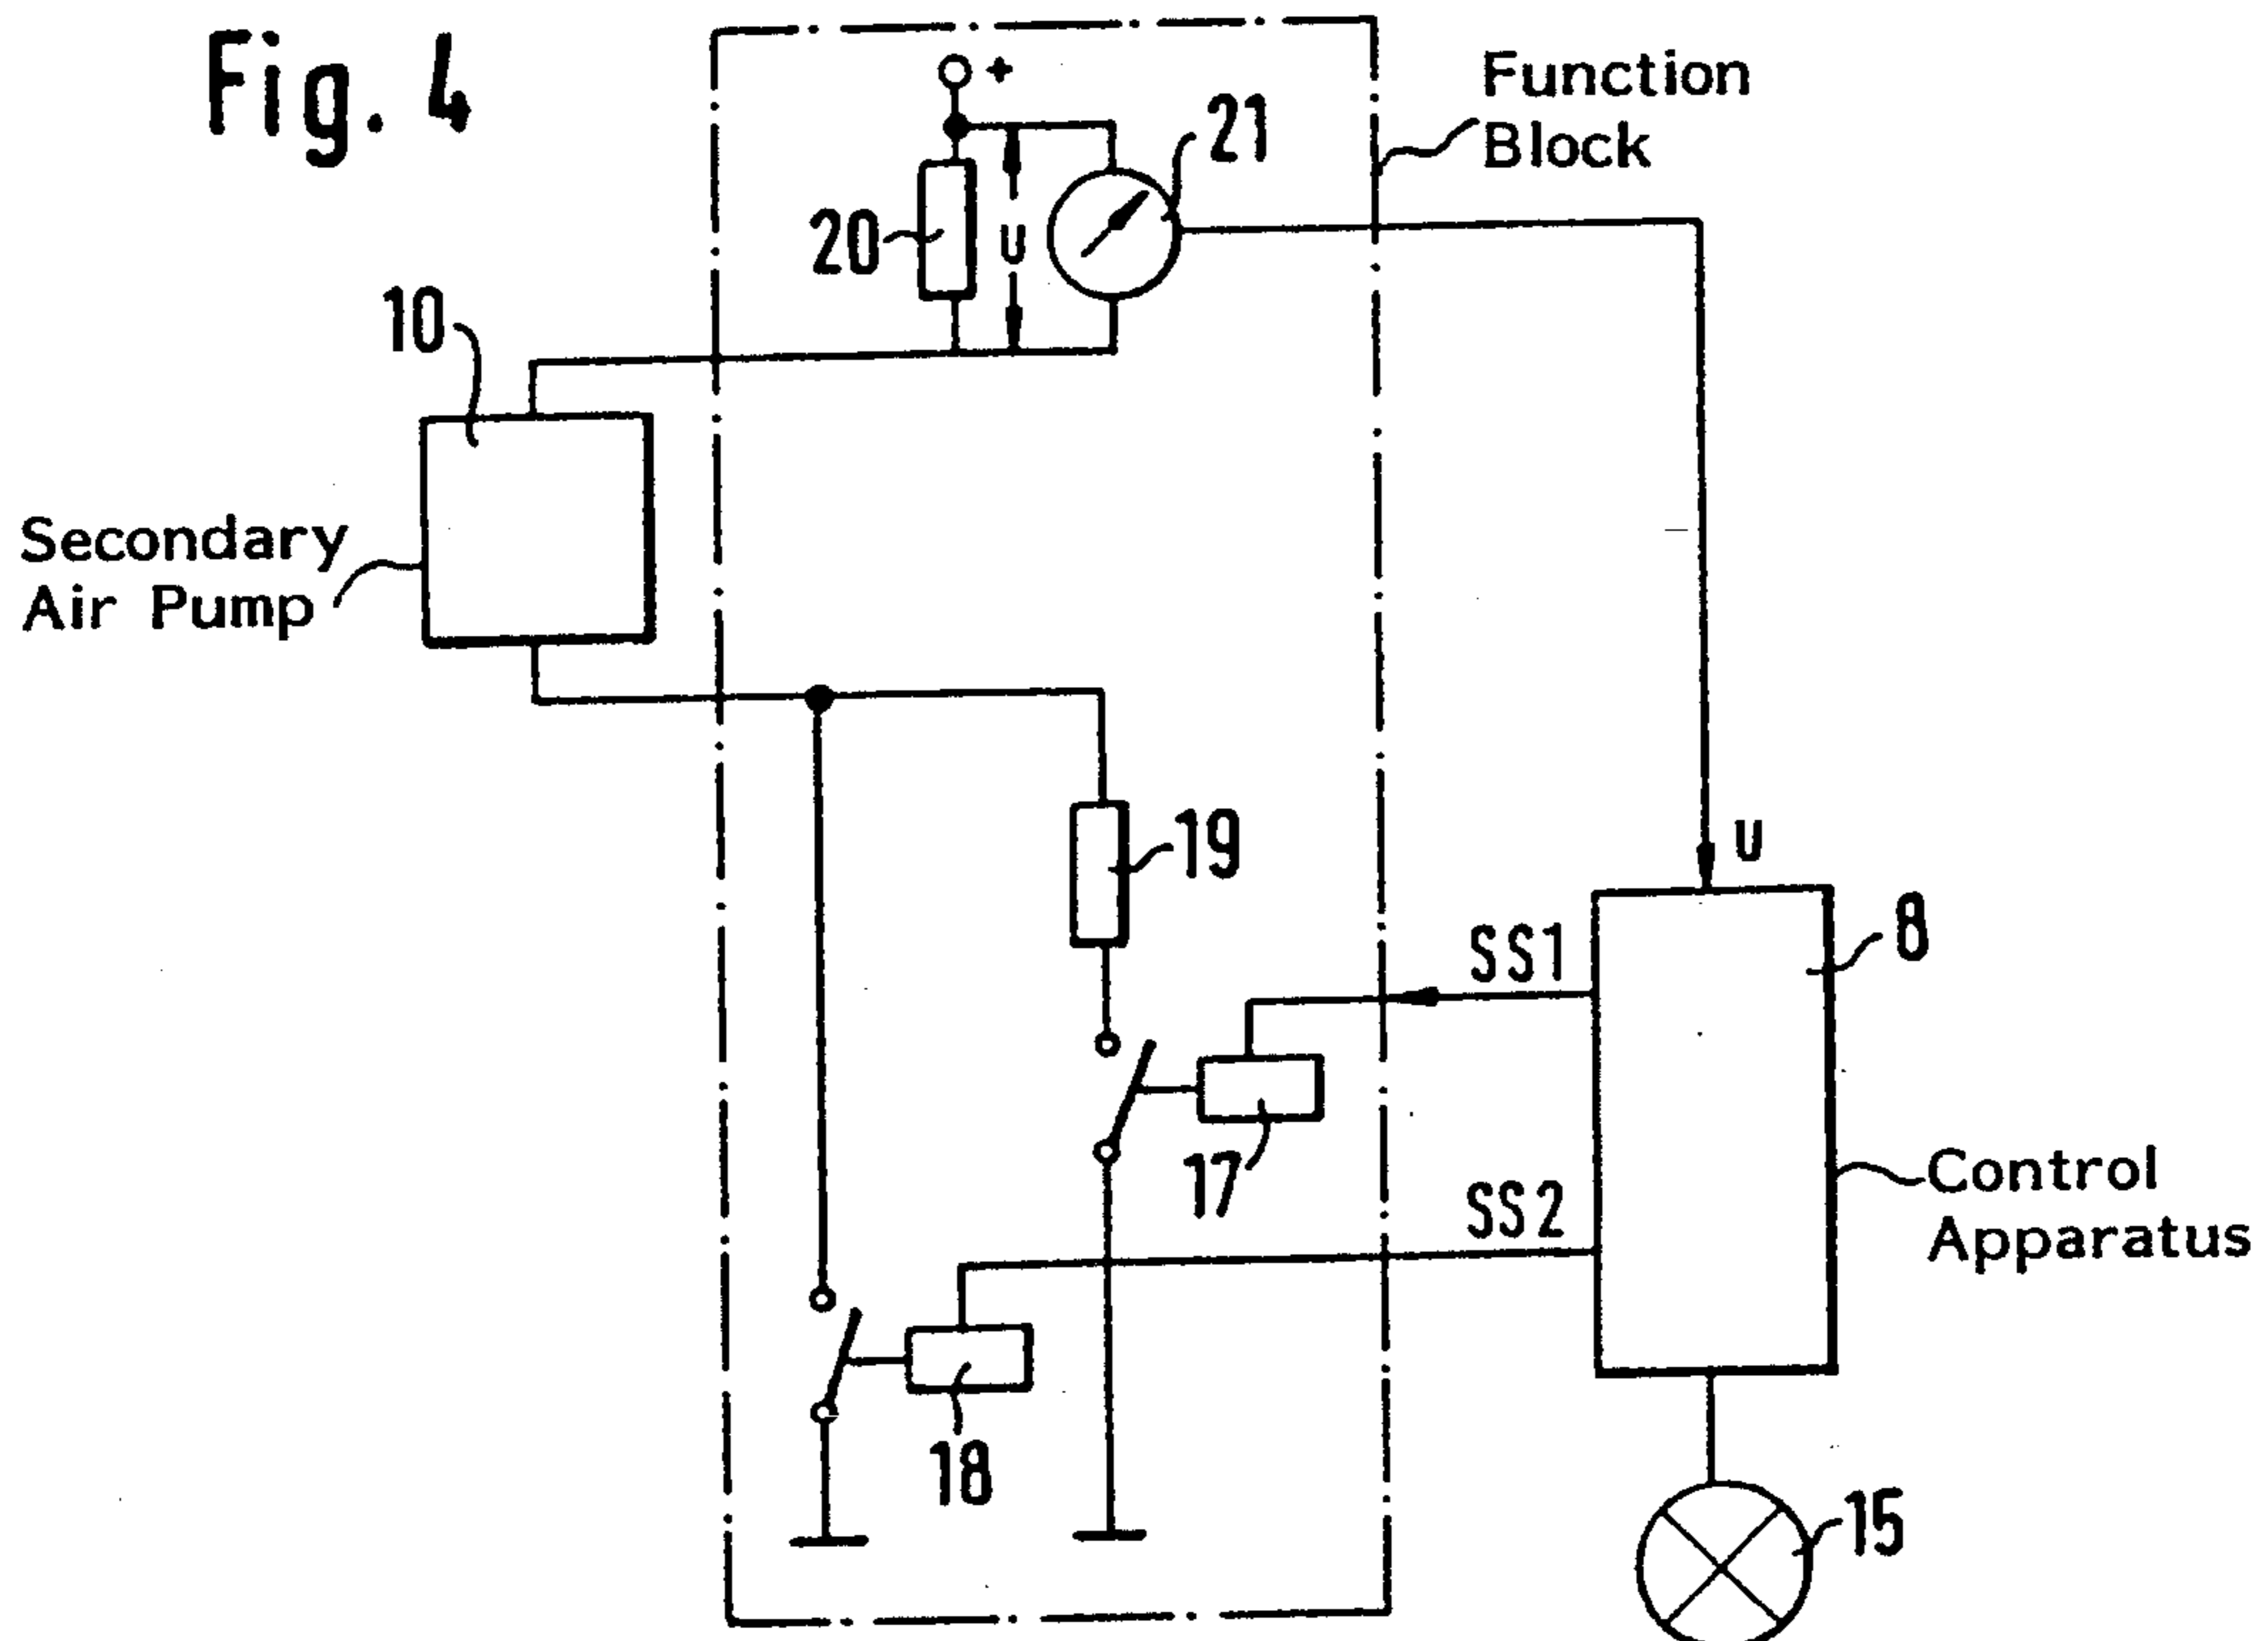 Fig. 4
+
21
Function
Block
20
U
10
Secondary
Air Pump
19
U
8
SS1
17
SS2
Control
Apparatus
18
15